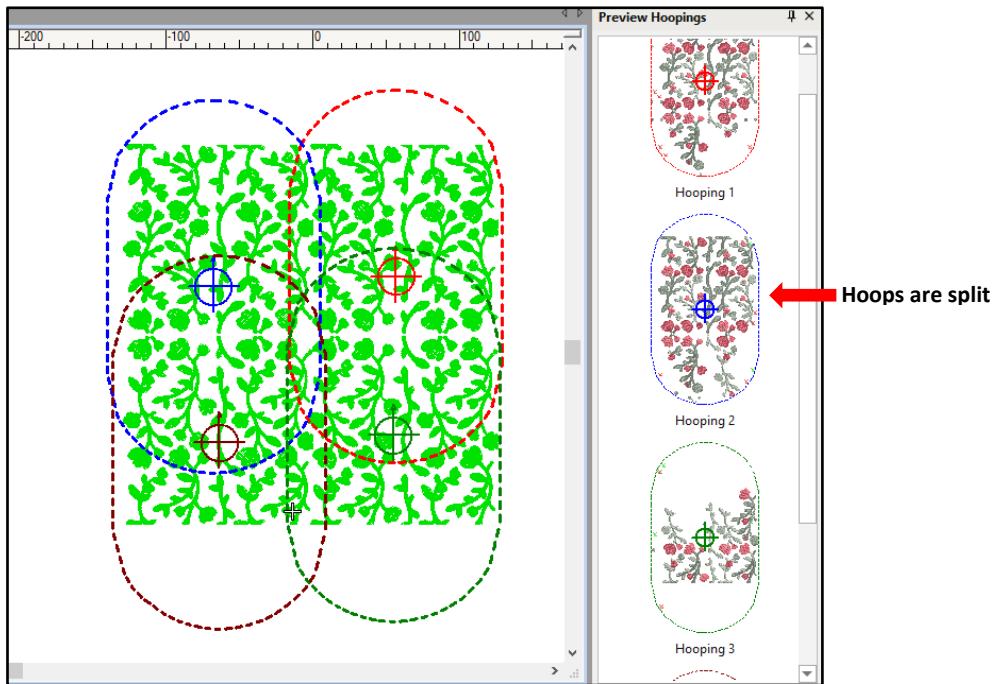 Preview Hoopings
-200
-100
0
100
Hooping 1
Hooping 2
Hoops are split
Hooping 3